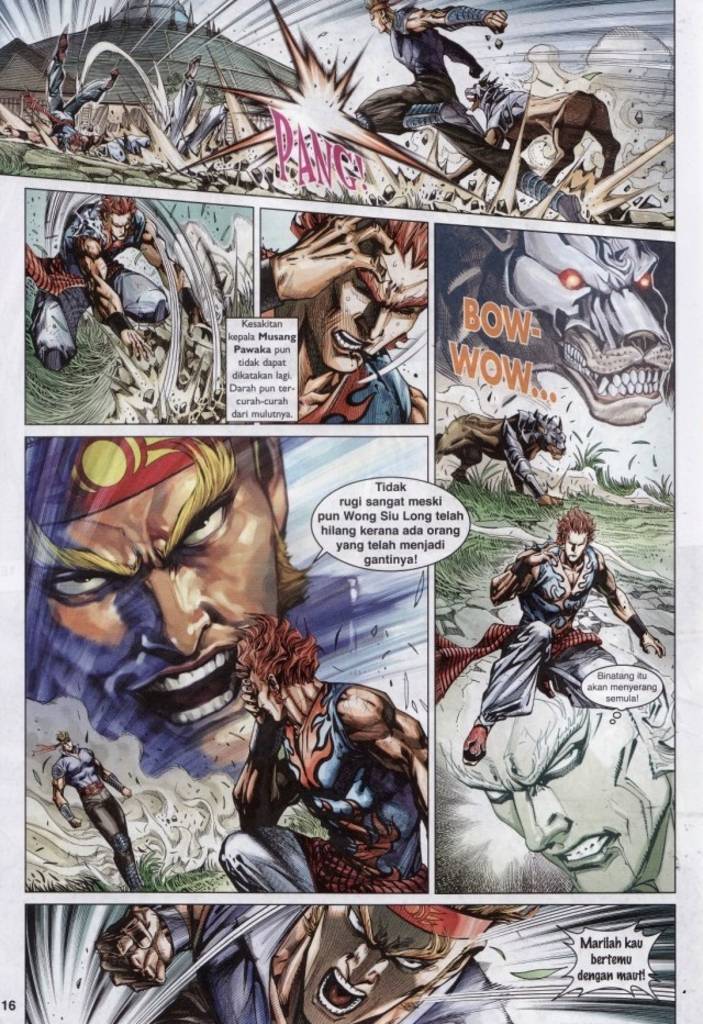 PANG!
Kesakitan
kepala Musang
Pawaka pun
tidak dapat
dikatakan lagi.
Darah pun ter-
curah-curah
dari mulutnya.
BOW-
WOW...
Tidak
rugi sangat meski
pun Wong Siu Long telah
hilang kerana ada orang
yang telah menjadi
gantinya!
Binatang itu
akan menyerang
semula!
Marilah kau
bertemu
dengan maut!
16